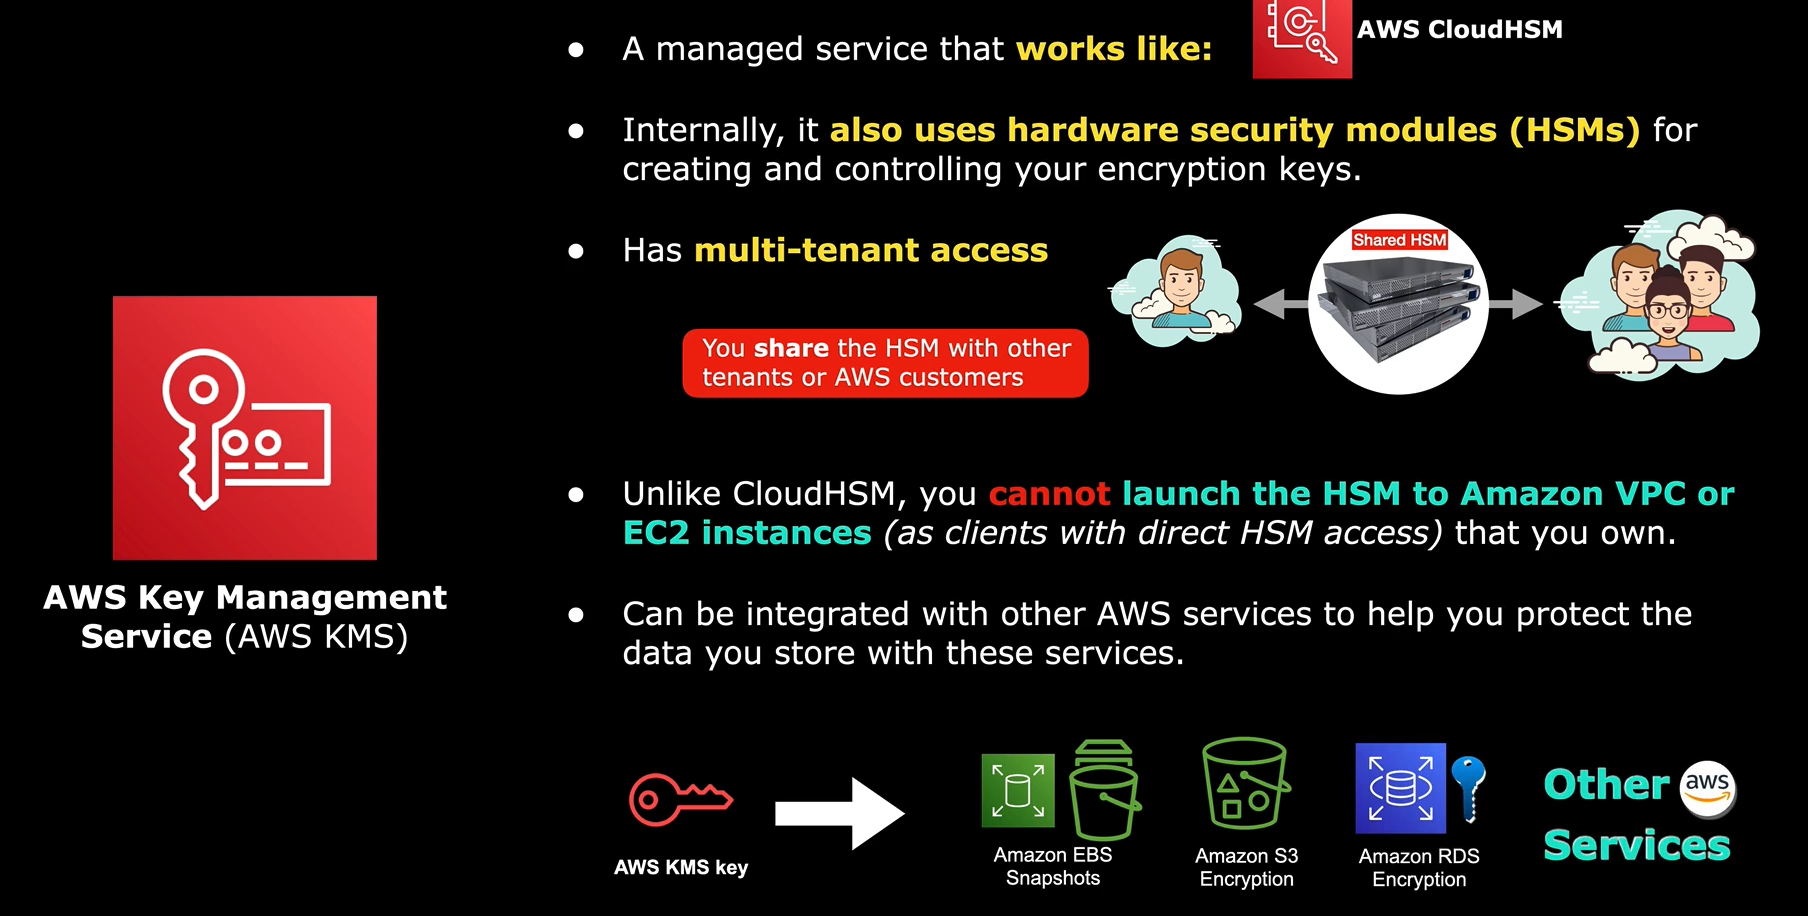 AWS CloudHSM
● A managed service that works like:
● Internally, it also uses hardware security modules (HSMs) for
creating and controlling your encryption keys.
● Has multi-tenant access
Shared HSM
You share the HSM with other
tenants or AWS customers
AWS Key Management
Service (AWS KMS)
● Unlike CloudHSM, you cannot launch the HSM to Amazon VPC or
EC2 instances (as clients with direct HSM access) that you own.
● Can be integrated with other AWS services to help you protect the
data you store with these services.
AWS KMS key
Amazon EBS
Snapshots
Amazon S3
Encryption
Amazon RDS
Encryption
Other aws
Services